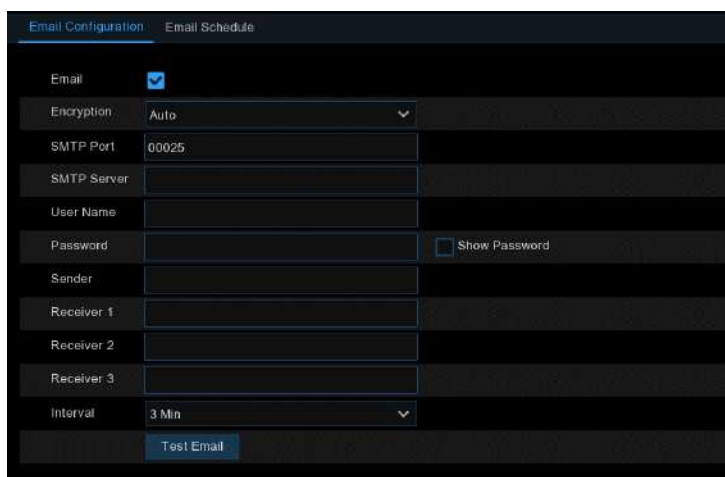 Email Configuration Email Schedule
Email
Encryption Auto
SMTP Port 00025
SMTP Server
User Name
Password Show Password
Sender
Receiver 1
Receiver 2
Receiver 3
Interval 3 Min
Test Email